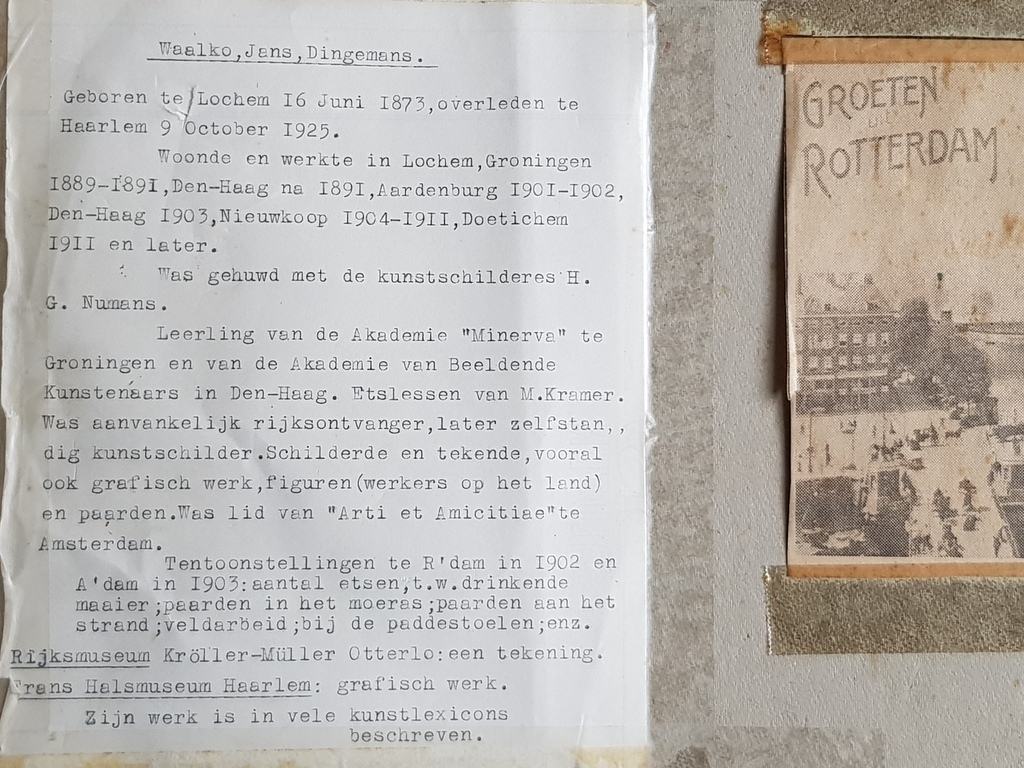 Waalko,Jans,Dingemans.
Geboren te Lochem I6 Juni I873,overleden te
Haarlem 9 October I925.
Woonde en werkte in Lochem,Groningen
I889-I89I,Den-Haag na I89I,Aardenburg I90I-I902,
Den-Haag I903,Nieuwkoop I904-I9II,Doetichem
I9II en later.
Was gehuwd met de kunstschilderes H.
G. Numans.
Leerling van de Akademie "Minerva" te
Groningen en van de Akademie van Beeldende
Kunstenaars in Den-Haag. Etslessen van M.Kramer.
Was aanvankelijk rijksontvanger,later zelfstan,,
dig kunstschilder.Schilderde en tekende,vooral
ook grafisch werk,figuren(werkers op het land)
en paarden.Was lid van "Arti et Amicitiae"te
Amsterdam.
Tentoonstellingen te R'dam in I902 en
A'dam in I903:aantal etsen,t.w.drinkende
maaier;paarden in het moeras;paarden aan het
strand;veldarbeid;bij de paddestoelen;enz.
Rijksmuseum Kröller-Müller Otterlo:een tekening.
Frans Halsmuseum Haarlem: grafisch werk.
Zijn werk is in vele kunstlexicons
beschreven.
GROETEN
UIT
ROTTERDAM